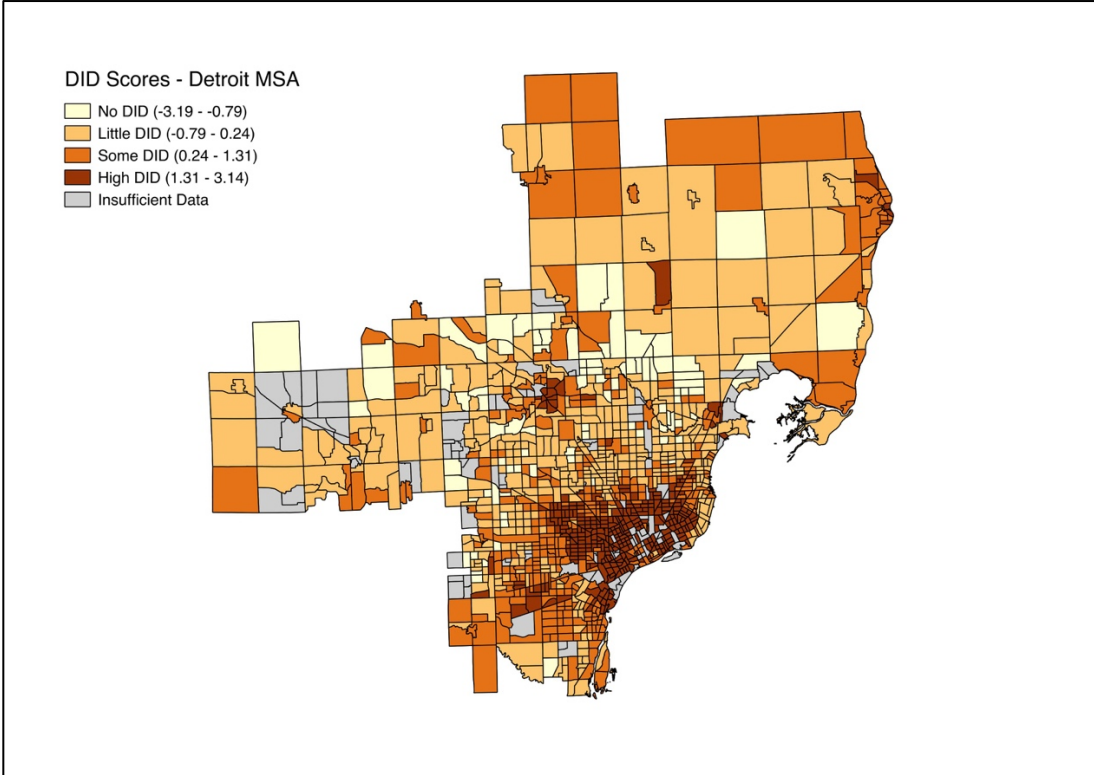 DID Scores - Detroit MSA
No DID (-3.19 - -0.79)
Little DID (-0.79 - 0.24)
Some DID (0.24 - 1.31)
High DID (1.31 - 3.14)
Insufficient Data